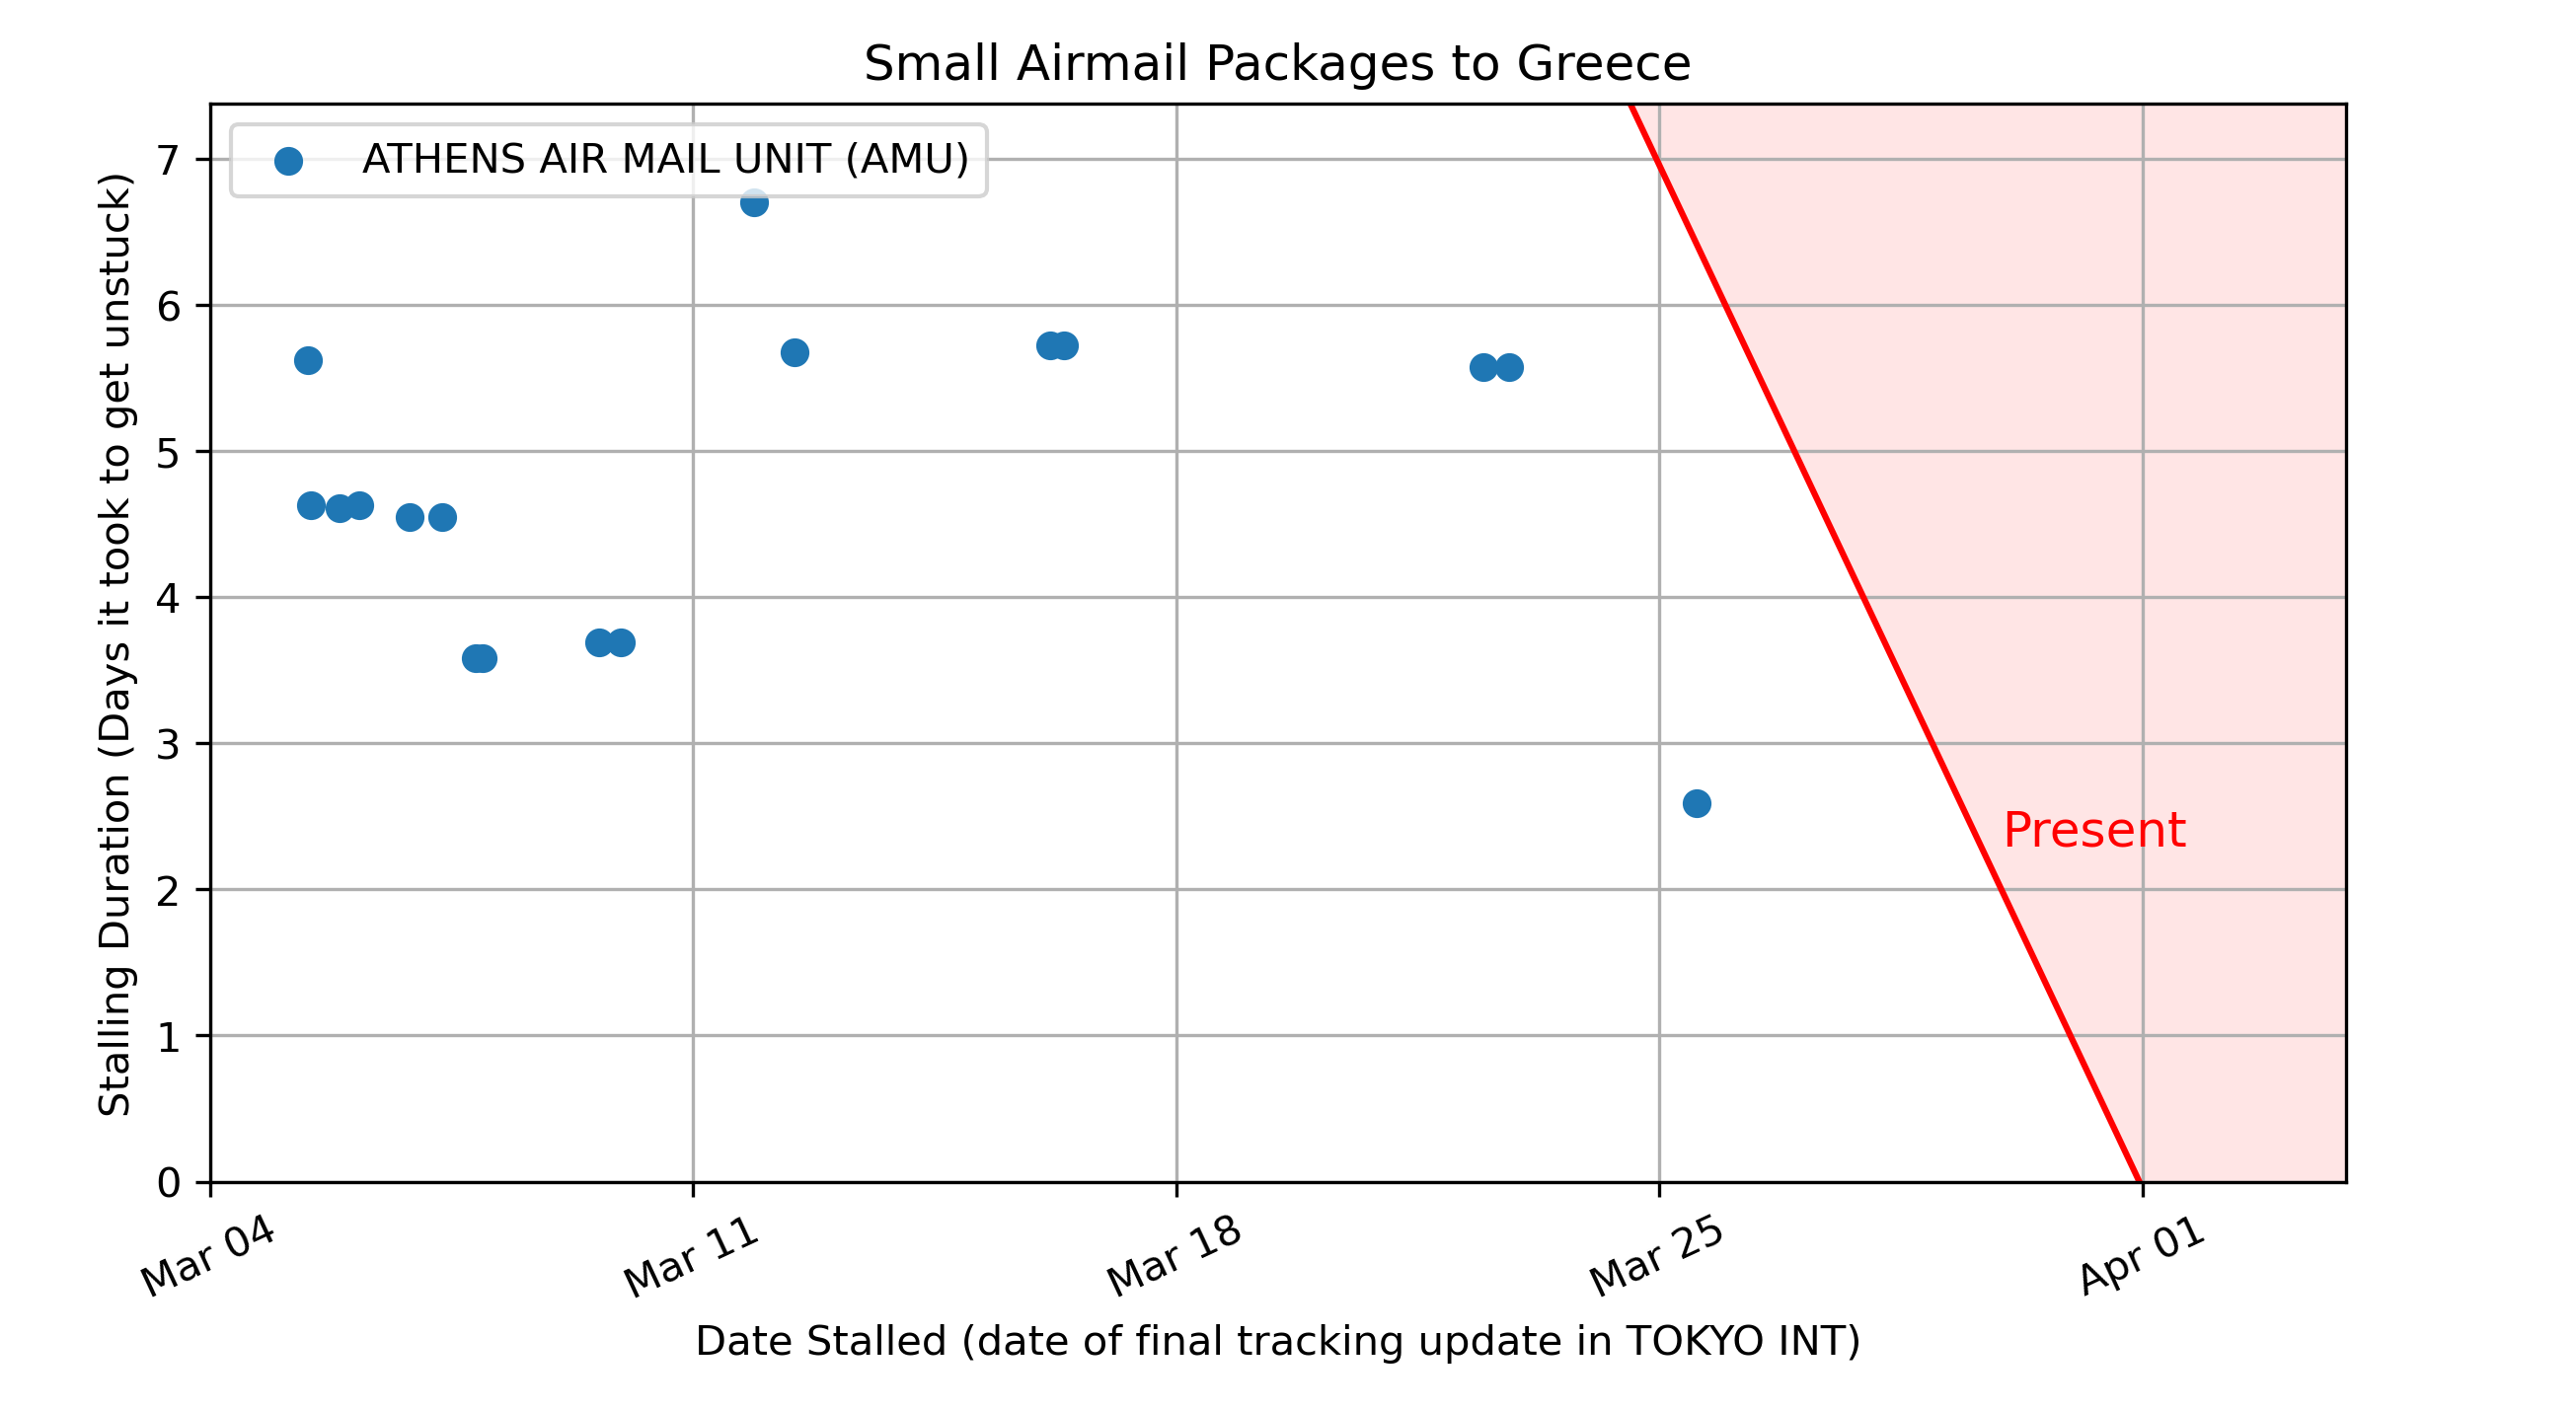 Small Airmail Packages to Greece
ATHENS AIR MAIL UNIT (AMU)
Stalling Duration (Days it took to get unstuck)
7
6
5
4
3
2
1
0
Present
Mar 04
Mar 11
Mar 18
Mar 25
Apr 01
Date Stalled (date of final tracking update in TOKYO INT)